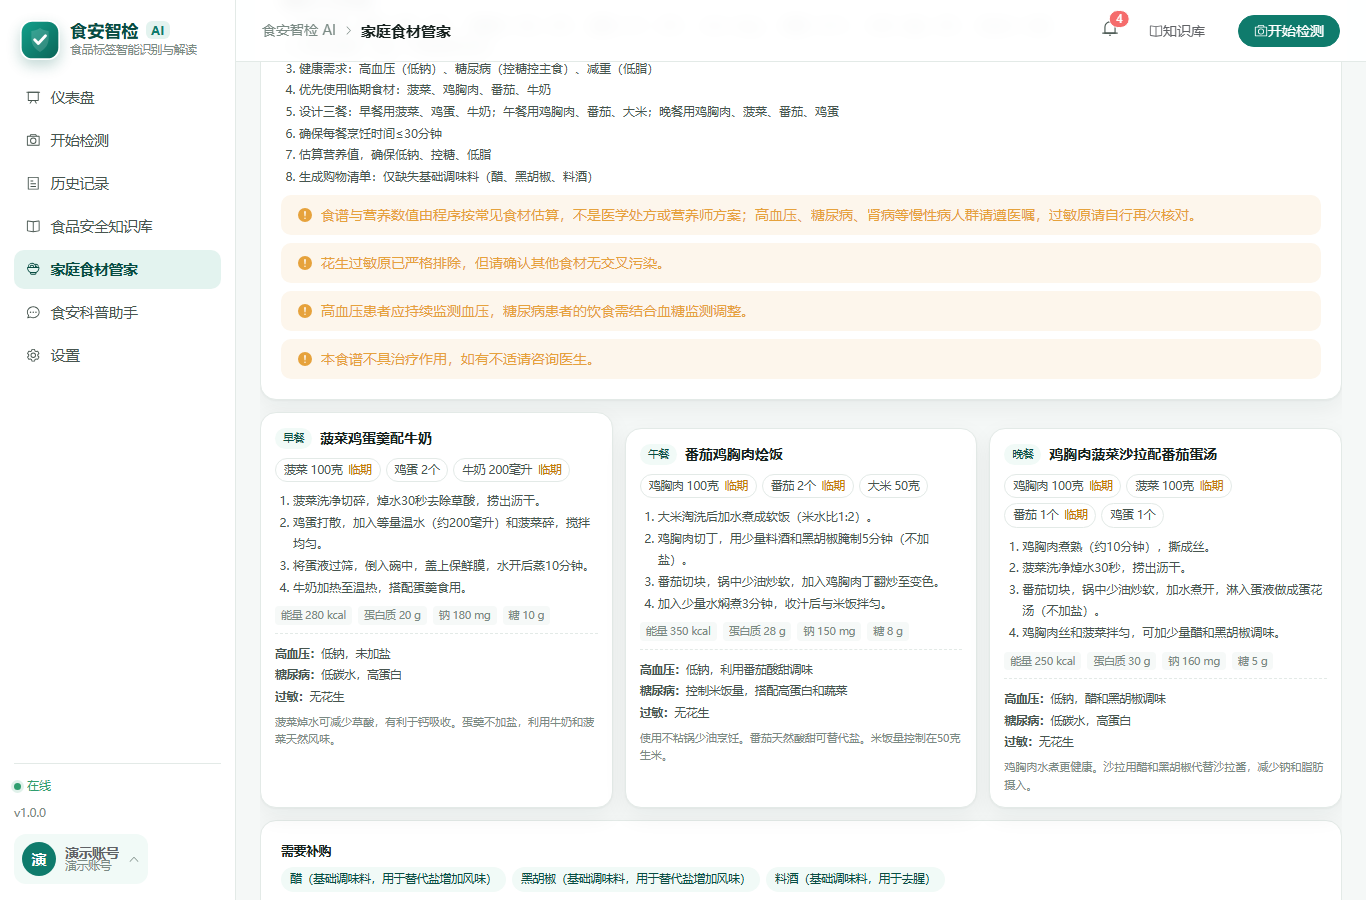 食安智检 AI
食品标签智能识别与解读
仪表盘
开始检测
历史记录
食品安全知识库
家庭食材管家
食安科普助手
设置
在线
v1.0.0
演
演示账号
演示账号
食安智检 AI > 家庭食材管家
4
知识库
开始检测
3. 健康需求：高血压（低钠）、糖尿病（控糖控主食）、减重（低脂）
4. 优先使用临期食材：菠菜、鸡胸肉、番茄、牛奶
5. 设计三餐：早餐用菠菜、鸡蛋、牛奶；午餐用鸡胸肉、番茄、大米；晚餐用鸡胸肉、菠菜、番茄、鸡蛋
6. 确保每餐烹饪时间≤30分钟
7. 估算营养值，确保低钠、控糖、低脂
8. 生成购物清单：仅缺失基础调味料（醋、黑胡椒、料酒）
食谱与营养数值由程序按常见食材估算，不是医学处方或营养师方案；高血压、糖尿病、肾病等慢性病人群请遵医嘱，过敏原请自行再次核对。
花生过敏原已严格排除，但请确认其他食材无交叉污染。
高血压患者应持续监测血压，糖尿病患者的饮食需结合血糖监测调整。
本食谱不具治疗作用，如有不适请咨询医生。
早餐 菠菜鸡蛋羹配牛奶
菠菜 100克 临期 鸡蛋 2个 牛奶 200毫升 临期
1. 菠菜洗净切碎，焯水30秒去除草酸，捞出沥干。
2. 鸡蛋打散，加入等量温水（约200毫升）和菠菜碎，搅拌
均匀。
3. 将蛋液过筛，倒入碗中，盖上保鲜膜，水开后蒸10分钟。
4. 牛奶加热至温热，搭配蛋羹食用。
能量 280 kcal 蛋白质 20 g 钠 180 mg 糖 10 g
高血压：低钠，未加盐
糖尿病：低碳水，高蛋白
过敏：无花生
菠菜焯水可减少草酸，有利于钙吸收。蛋羹不加盐，利用牛奶和菠
菜天然风味。
午餐 番茄鸡胸肉烩饭
鸡胸肉 100克 临期 番茄 2个 临期 大米 50克
1. 大米淘洗后加水煮成软饭（米水比1:2）。
2. 鸡胸肉切丁，用少量料酒和黑胡椒腌制5分钟（不加
盐）。
3. 番茄切块，锅中少油炒软，加入鸡胸肉丁翻炒至变色。
4. 加入少量水焖煮3分钟，收汁后与米饭拌匀。
能量 350 kcal 蛋白质 28 g 钠 150 mg 糖 8 g
高血压：低钠，利用番茄酸甜调味
糖尿病：控制米饭量，搭配高蛋白和蔬菜
过敏：无花生
使用不粘锅少油烹饪。番茄天然酸甜可替代盐。米饭量控制在50克
生米。
晚餐 鸡胸肉菠菜沙拉配番茄蛋汤
鸡胸肉 100克 临期 菠菜 100克 临期
番茄 1个 临期 鸡蛋 1个
1. 鸡胸肉煮熟（约10分钟），撕成丝。
2. 菠菜洗净焯水30秒，捞出沥干。
3. 番茄切块，锅中少油炒软，加水煮开，淋入蛋液做成蛋花
汤（不加盐）。
4. 鸡胸肉丝和菠菜拌匀，可加少量醋和黑胡椒调味。
能量 250 kcal 蛋白质 30 g 钠 160 mg 糖 5 g
高血压：低钠，醋和黑胡椒调味
糖尿病：低碳水，高蛋白
过敏：无花生
鸡胸肉水煮更健康。沙拉用醋和黑胡椒代替沙拉酱，减少钠和脂肪
摄入。
需要补购
醋（基础调味料，用于替代盐增加风味） 黑胡椒（基础调味料，用于替代盐增加风味） 料酒（基础调味料，用于去腥）